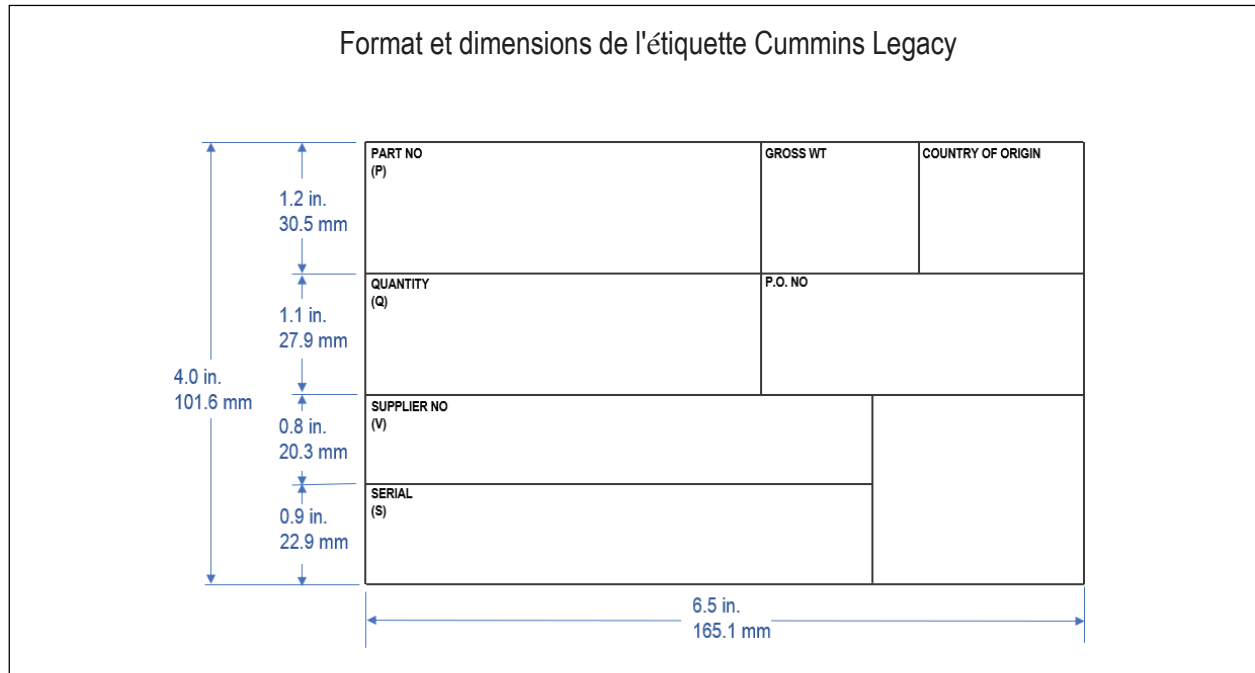 Format et dimensions de l'étiquette Cummins Legacy
PART NO
(P)
GROSS WT
COUNTRY OF ORIGIN
1.2 in.
30.5 mm
QUANTITY
(Q)
P.O. NO
1.1 in.
27.9 mm
4.0 in.
101.6 mm
SUPPLIER NO
(V)
0.8 in.
20.3 mm
SERIAL
(S)
0.9 in.
22.9 mm
6.5 in.
165.1 mm